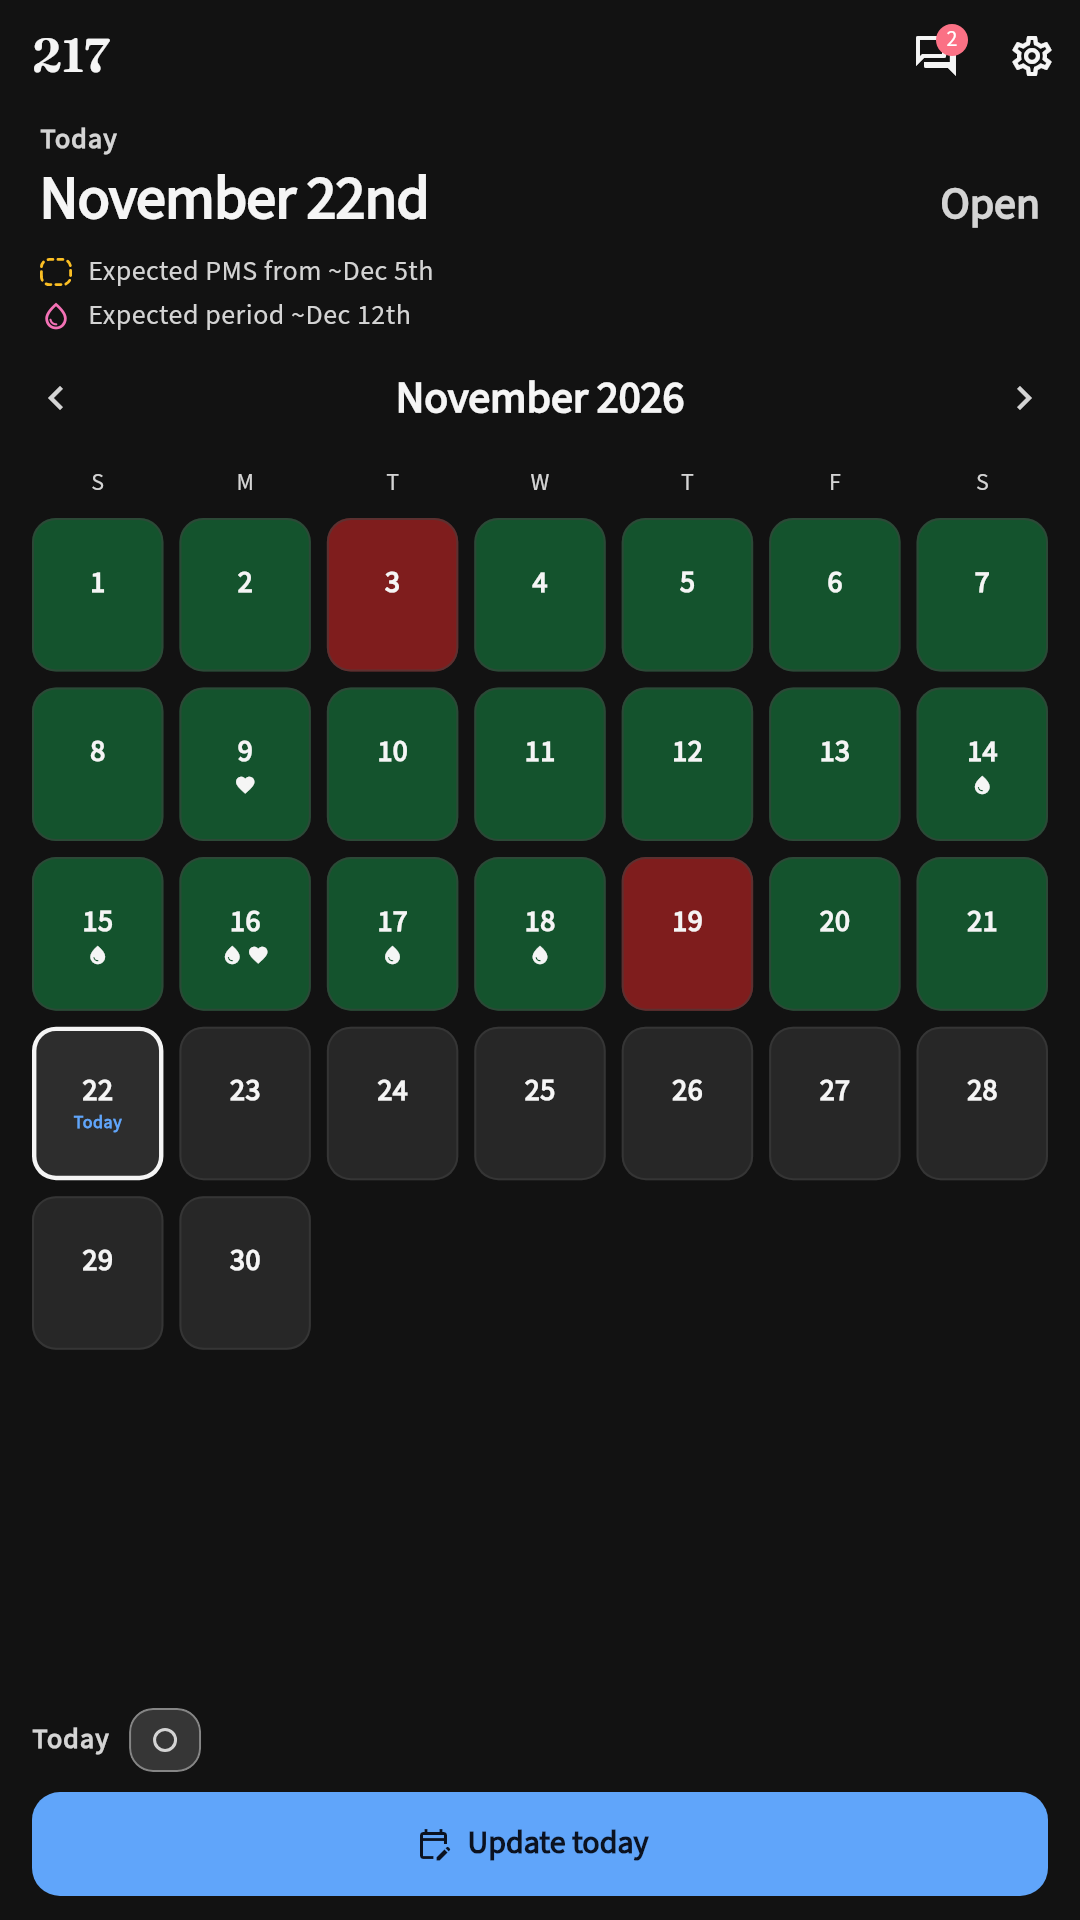 217
2
Today
November 22nd
Open
Expected PMS from ~Dec 5th
Expected period ~Dec 12th
November 2026
S M T W T F S
1 2 3 4 5 6 7
8 9 10 11 12 13 14
15 16 17 18 19 20 21
22 23 24 25 26 27 28
Today
29 30
Today
Update today